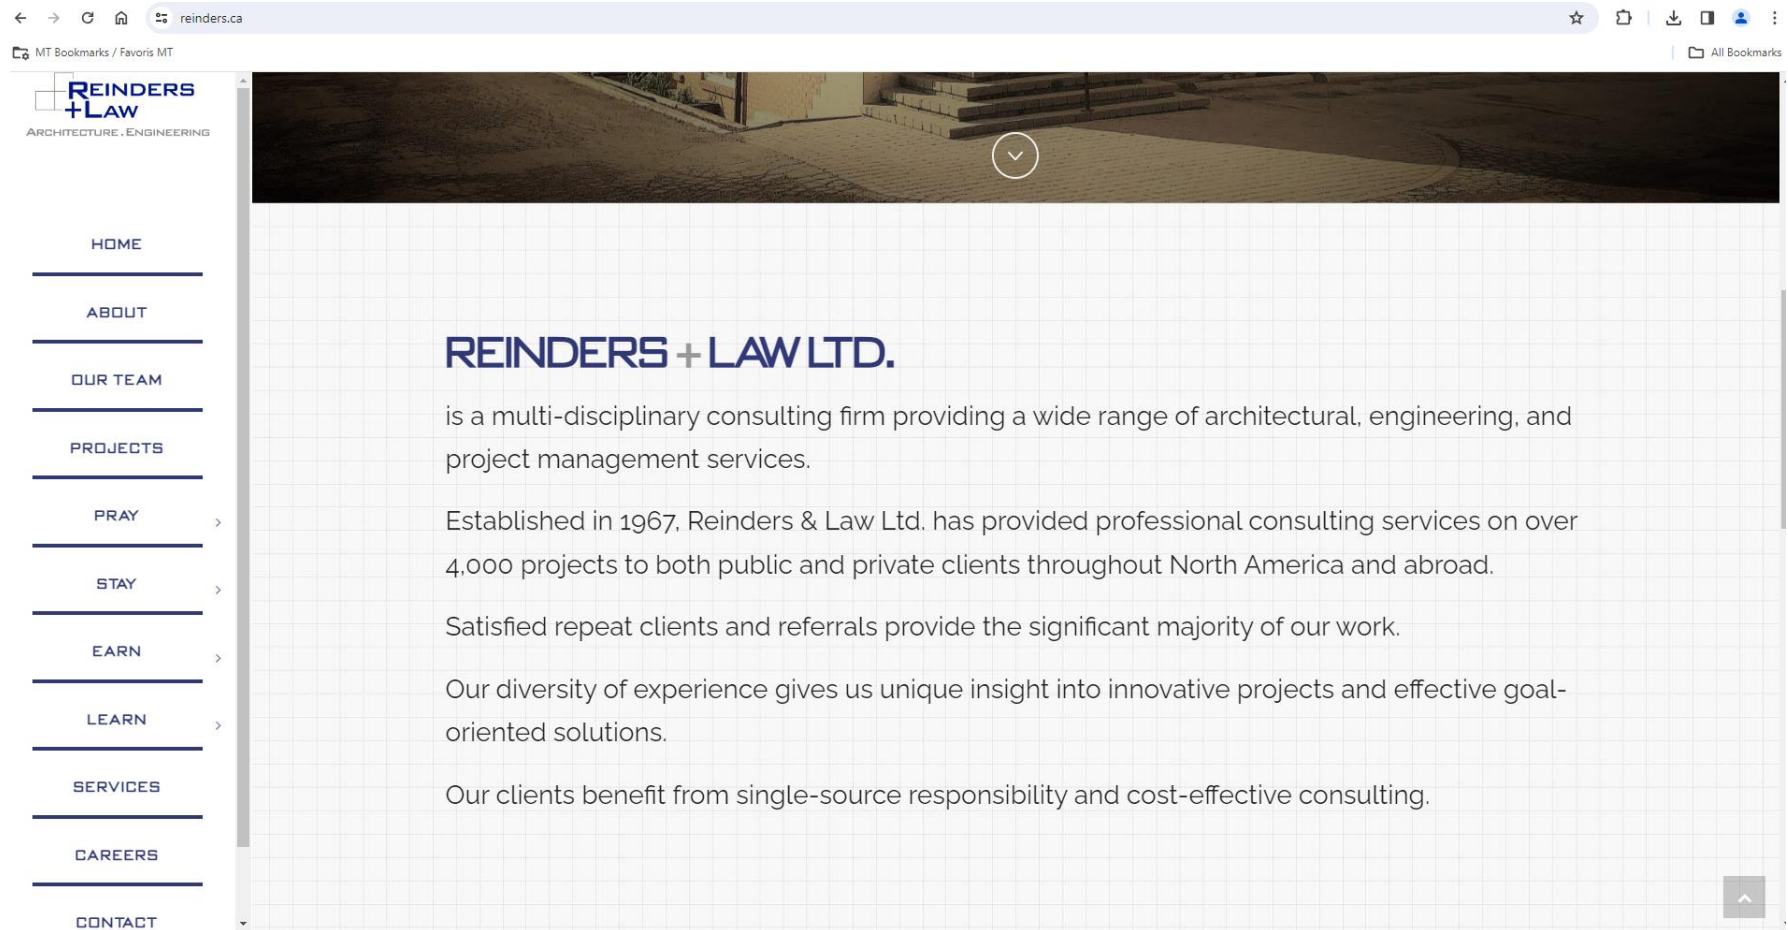 reinders.ca
MT Bookmarks / Favoris MT
All Bookmarks
REINDERS
+LAW
ARCHITECTURE . ENGINEERING
HOME
ABOUT
OUR TEAM
PROJECTS
PRAY
STAY
EARN
LEARN
SERVICES
CAREERS
CONTACT
REINDERS + LAW LTD.
is a multi-disciplinary consulting firm providing a wide range of architectural, engineering, and
project management services.
Established in 1967, Reinders & Law Ltd. has provided professional consulting services on over
4,000 projects to both public and private clients throughout North America and abroad.
Satisfied repeat clients and referrals provide the significant majority of our work.
Our diversity of experience gives us unique insight into innovative projects and effective goal-
oriented solutions.
Our clients benefit from single-source responsibility and cost-effective consulting.